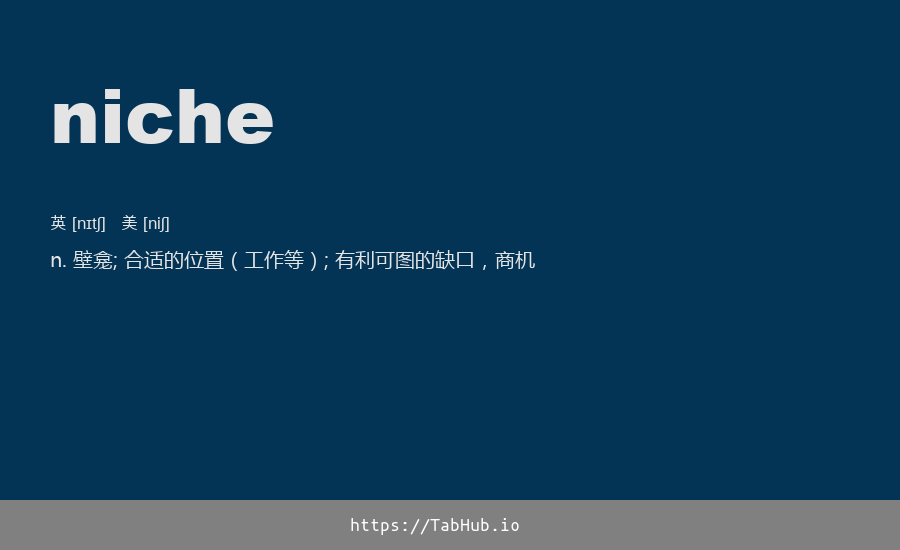 niche
英 [nɪtʃ] 美 [niʃ]
n. 壁龛; 合适的位置（工作等）; 有利可图的缺口，商机
https://TabHub.io